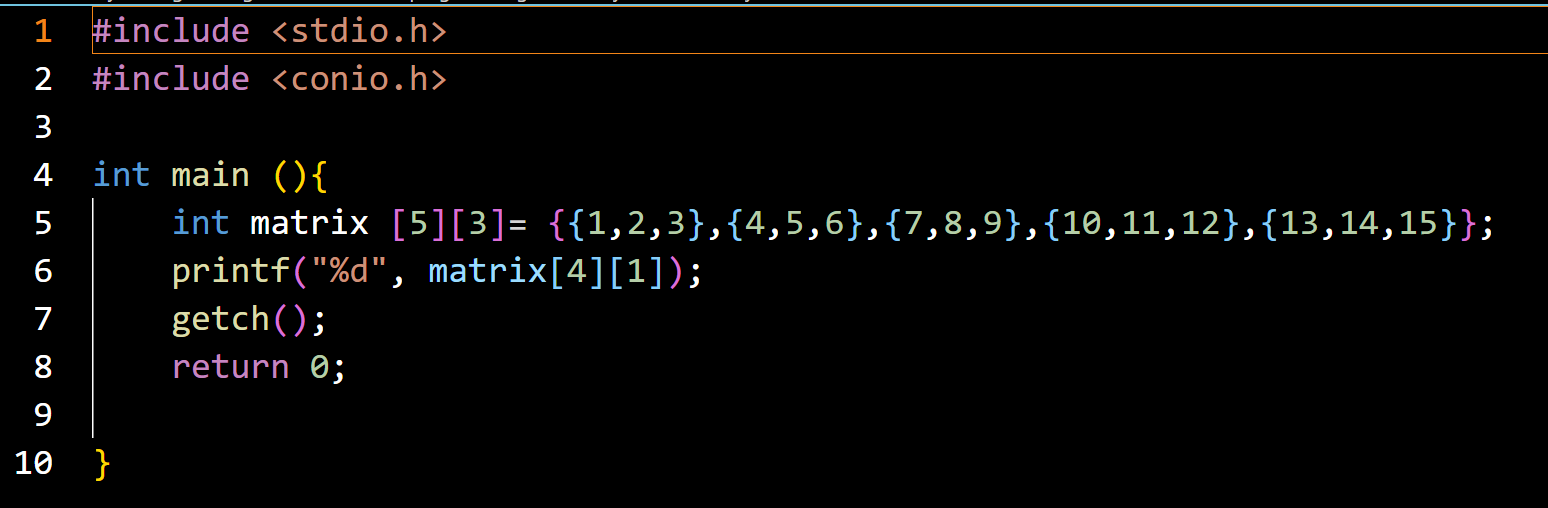 1 #include <stdio.h>
2 #include <conio.h>
3
4 int main (){
5 int matrix [5][3]= {{1,2,3},{4,5,6},{7,8,9},{10,11,12},{13,14,15}};
6 printf("%d", matrix[4][1]);
7 getch();
8 return 0;
9
10 }